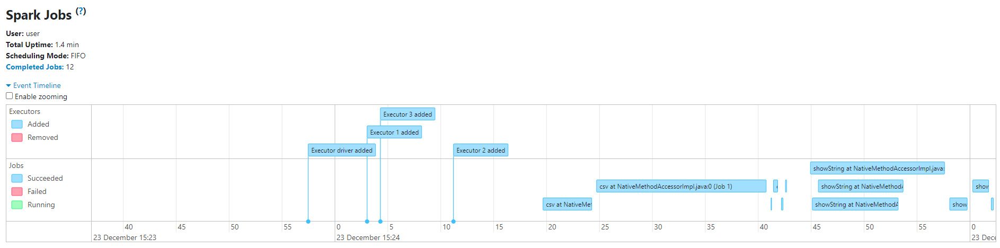 Spark Jobs (?)
User: user
Total Uptime: 1.4 min
Scheduling Mode: FIFO
Completed Jobs: 12
Event Timeline
Enable zooming
Executors
Added
Removed
Executor 3 added
Executor 1 added
Executor driver added
Executor 2 added
Jobs
Succeeded
Failed
Running
showString at NativeMethodAccessorImpl.java:
csv at NativeMethodAccessorImpl.java:0 (Job 1)
showString at NativeMethod
show
csv at NativeMet
showString at NativeMethod
show
40 45 50 55 0 5 10 15 20 25 30 35 40 45 50 55 0
23 December 15:23 23 December 15:24 23 Dece